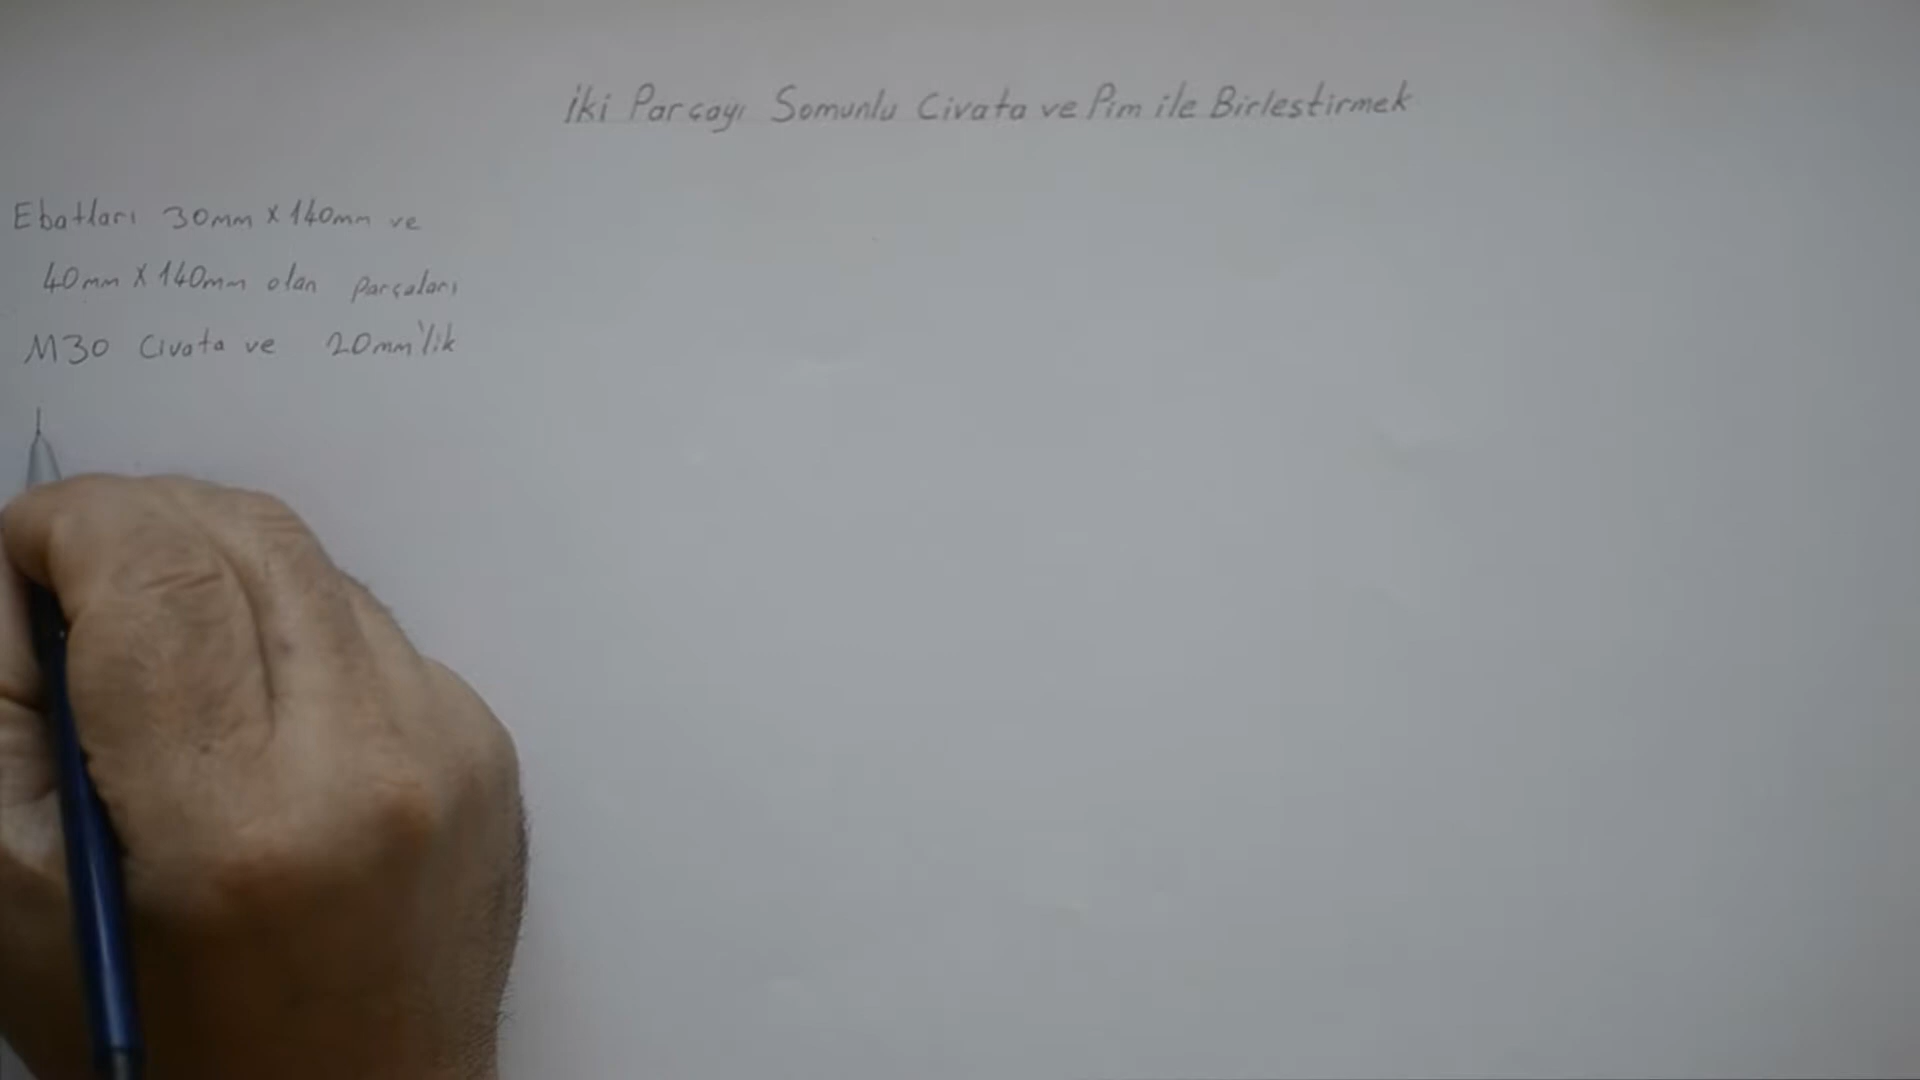 İki Parçayı Somunlu Civata ve Pim ile Birleştirmek
Ebatları 30mm x 140mm ve
40mm x 140mm olan parçaları
M30 Civata ve 20mm'lik